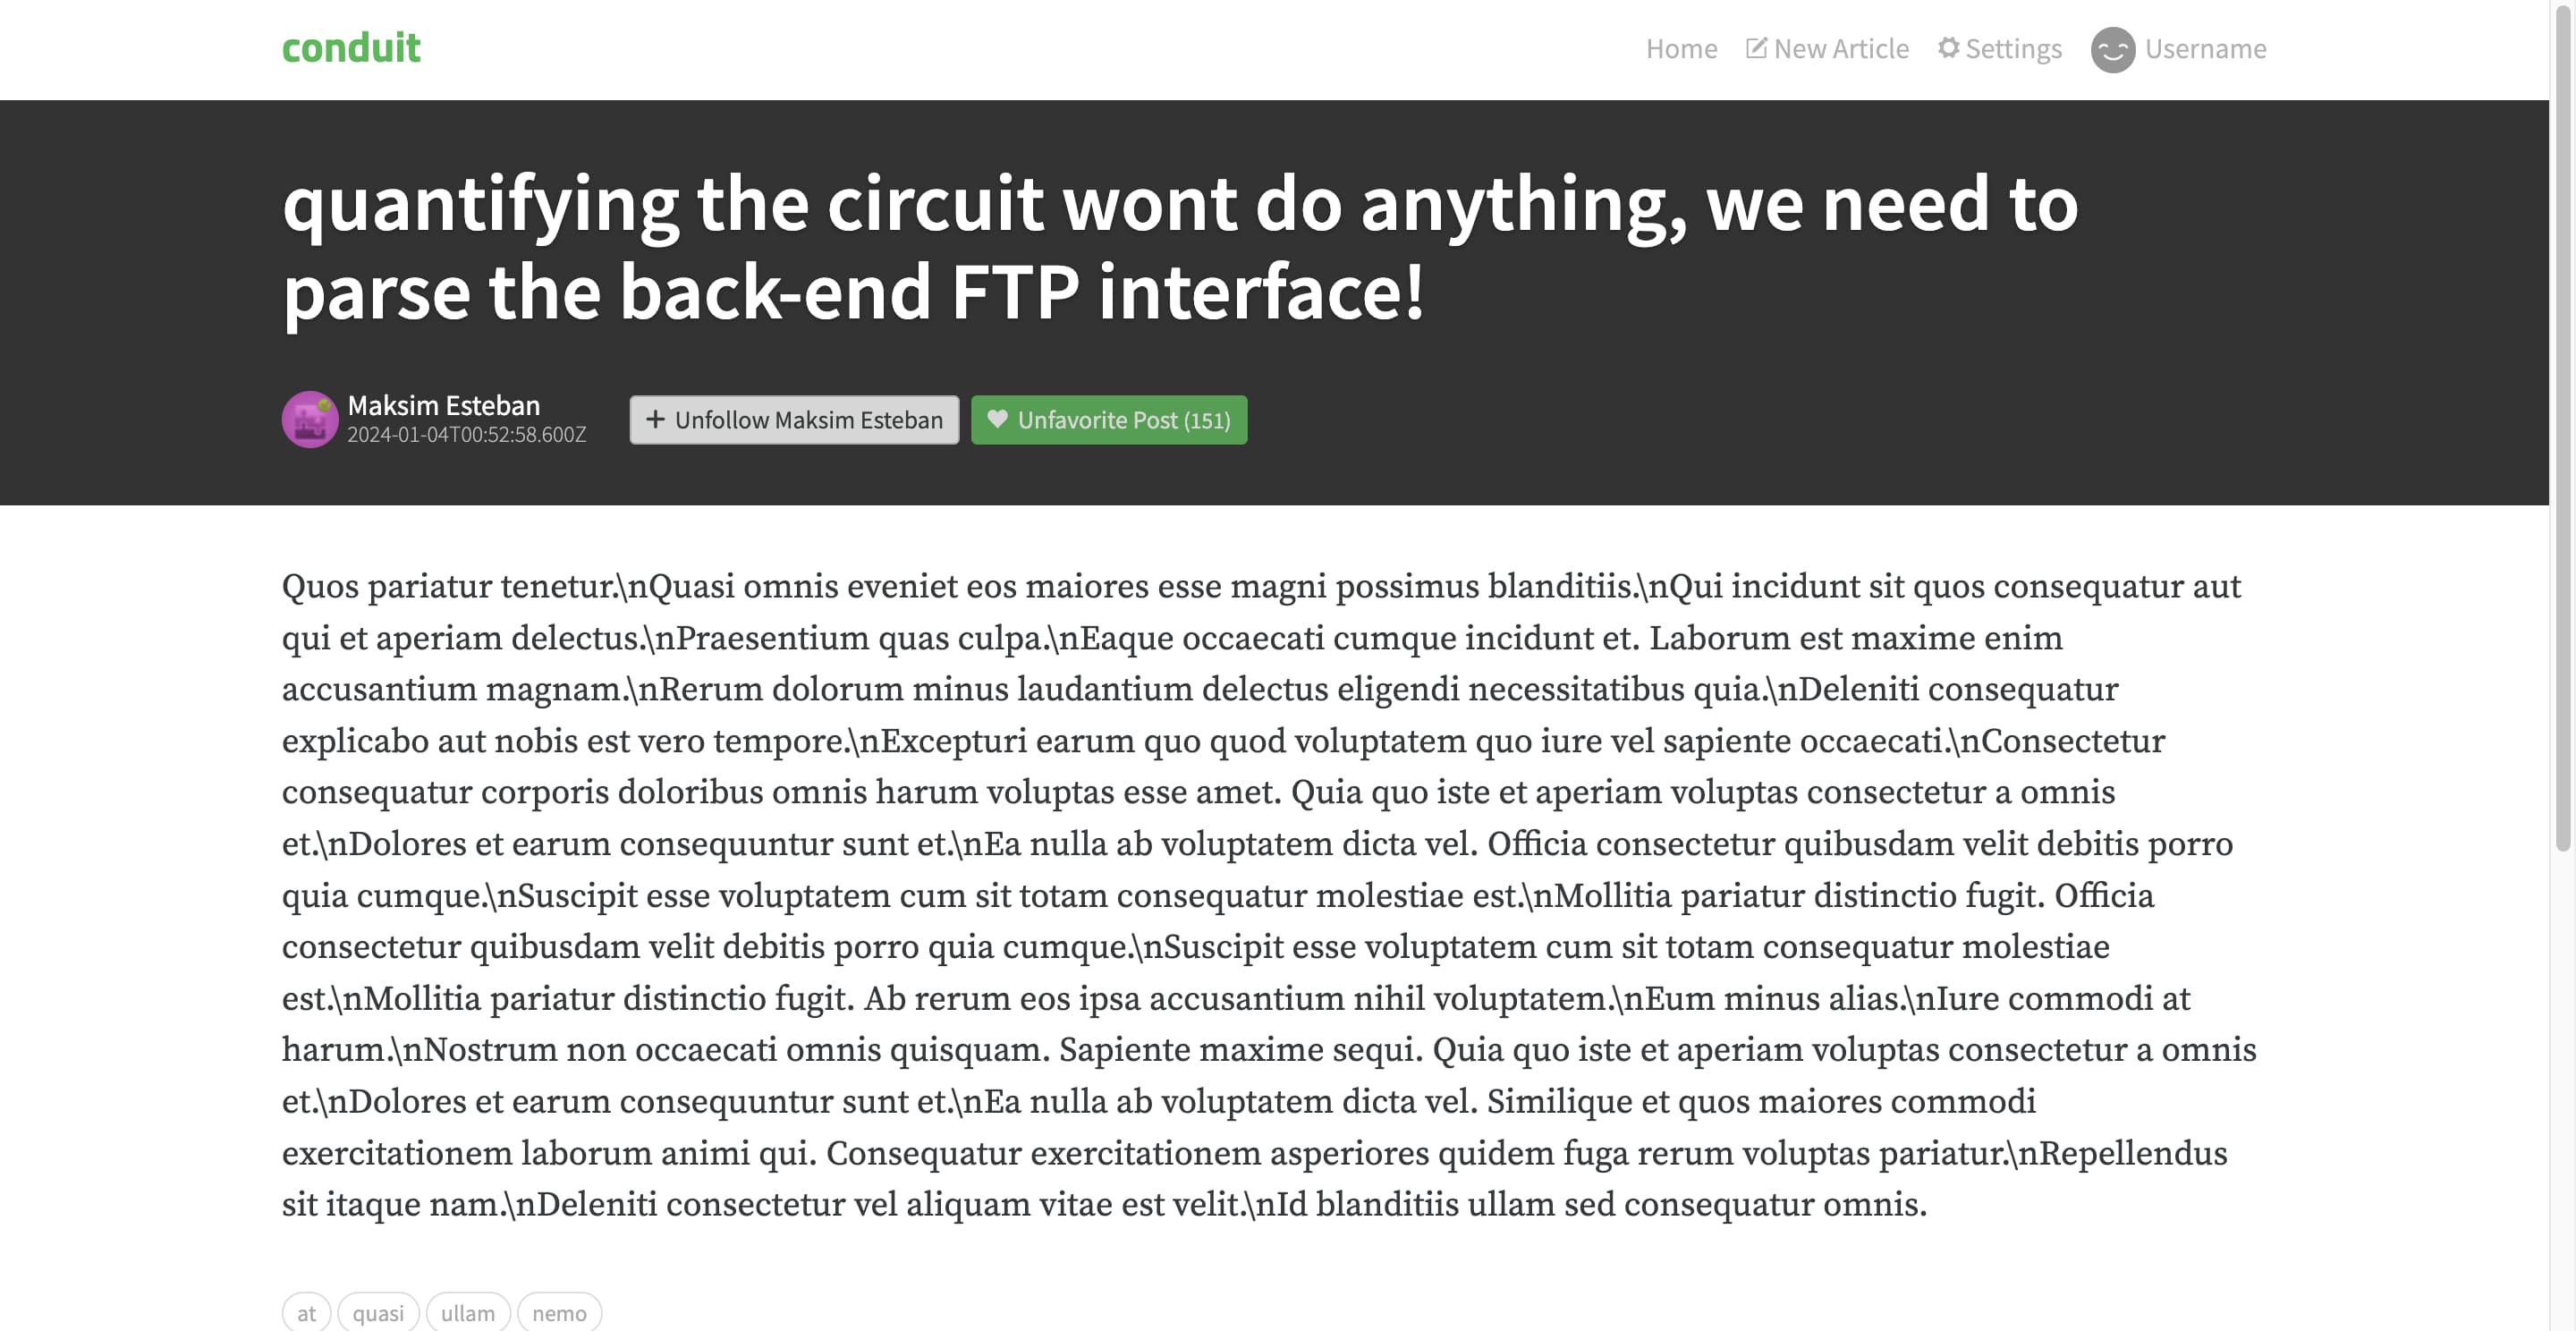 conduit
Home New Article Settings Username
quantifying the circuit wont do anything, we need to
parse the back-end FTP interface!
Maksim Esteban
2024-01-04T00:52:58.600Z
+ Unfollow Maksim Esteban
Unfavorite Post (151)
Quos pariatur tenetur.\nQuasi omnis eveniet eos maiores esse magni possimus blanditiis.\nQui incidunt sit quos consequatur aut
qui et aperiam delectus.\nPraesentium quas culpa.\nEaque occaecati cumque incidunt et. Laborum est maxime enim
accusantium magnam.\nRerum dolorum minus laudantium delectus eligendi necessitatibus quia.\nDeleniti consequatur
explicabo aut nobis est vero tempore.\nExcepturi earum quo quod voluptatem quo iure vel sapiente occaecati.\nConsectetur
consequatur corporis doloribus omnis harum voluptas esse amet. Quia quo iste et aperiam voluptas consectetur a omnis
et.\nDolores et earum consequuntur sunt et.\nEa nulla ab voluptatem dicta vel. Officia consectetur quibusdam velit debitis porro
quia cumque.\nSuscipit esse voluptatem cum sit totam consequatur molestiae est.\nMollitia pariatur distinctio fugit. Officia
consectetur quibusdam velit debitis porro quia cumque.\nSuscipit esse voluptatem cum sit totam consequatur molestiae
est.\nMollitia pariatur distinctio fugit. Ab rerum eos ipsa accusantium nihil voluptatem.\nEum minus alias.\nIure commodi at
harum.\nNostrum non occaecati omnis quisquam. Sapiente maxime sequi. Quia quo iste et aperiam voluptas consectetur a omnis
et.\nDolores et earum consequuntur sunt et.\nEa nulla ab voluptatem dicta vel. Similique et quos maiores commodi
exercitationem laborum animi qui. Consequatur exercitationem asperiores quidem fuga rerum voluptas pariatur.\nRepellendus
sit itaque nam.\nDeleniti consectetur vel aliquam vitae est velit.\nId blanditiis ullam sed consequatur omnis.
at quasi ullam nemo